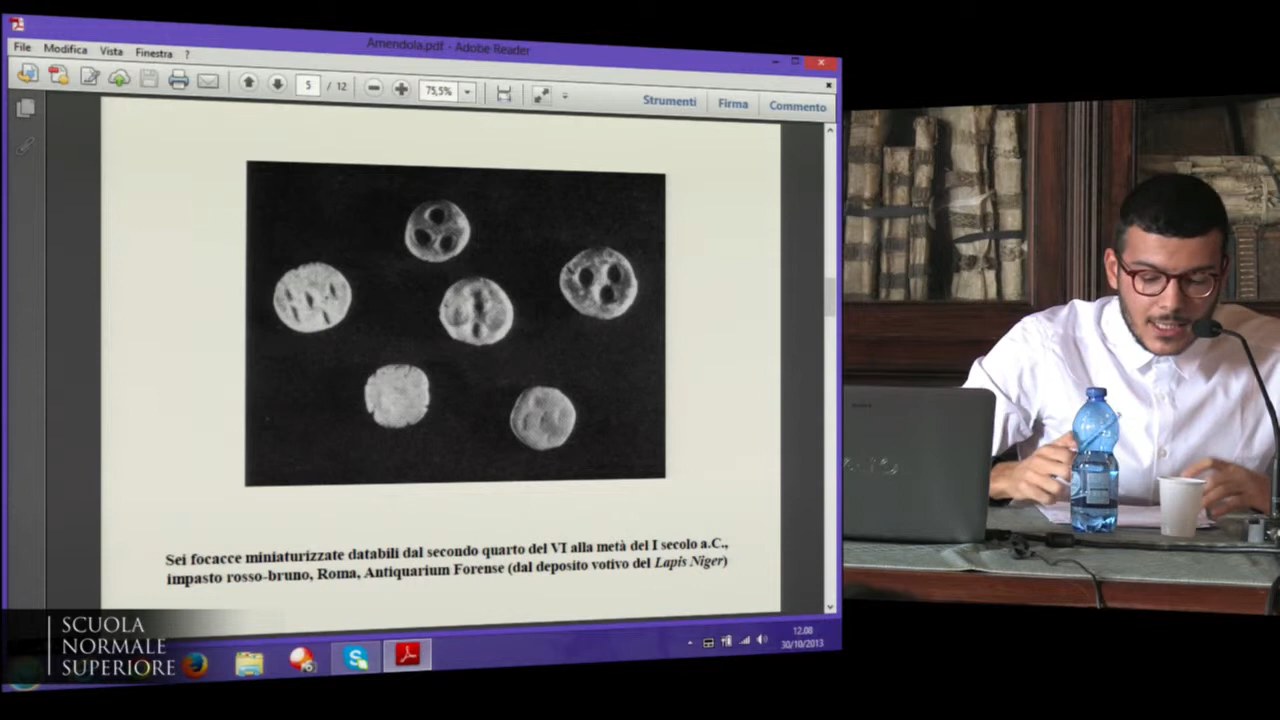 Amendola.pdf - Adobe Reader
File Modifica Vista Finestra ?
5 / 12 75,5% Strumenti Firma Commento
Sei focacce miniaturizzate databili dal secondo quarto del VI alla metà del I secolo a.C.,
impasto rosso-bruno, Roma, Antiquarium Forense (dal deposito votivo del Lapis Niger)
SCUOLA
NORMALE
SUPERIORE
12.08
30/10/2013